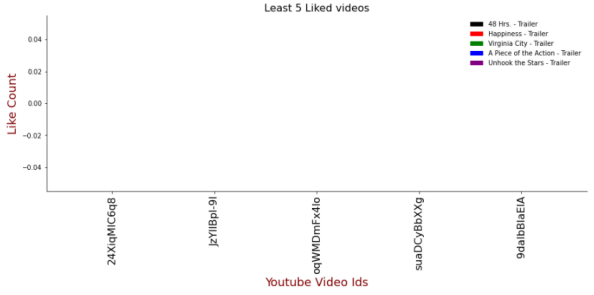 Least 5 Liked videos
48 Hrs. - Trailer
Happiness - Trailer
Virginia City - Trailer
A Piece of the Action - Trailer
Unhook the Stars - Trailer
Like Count
0.04
0.02
0.00
−0.02
−0.04
24XiqMIC6q8
JzYIIBpI-9I
oqWMDmFx4Io
suaDCyBbXXg
9daIbBIaEIA
Youtube Video Ids